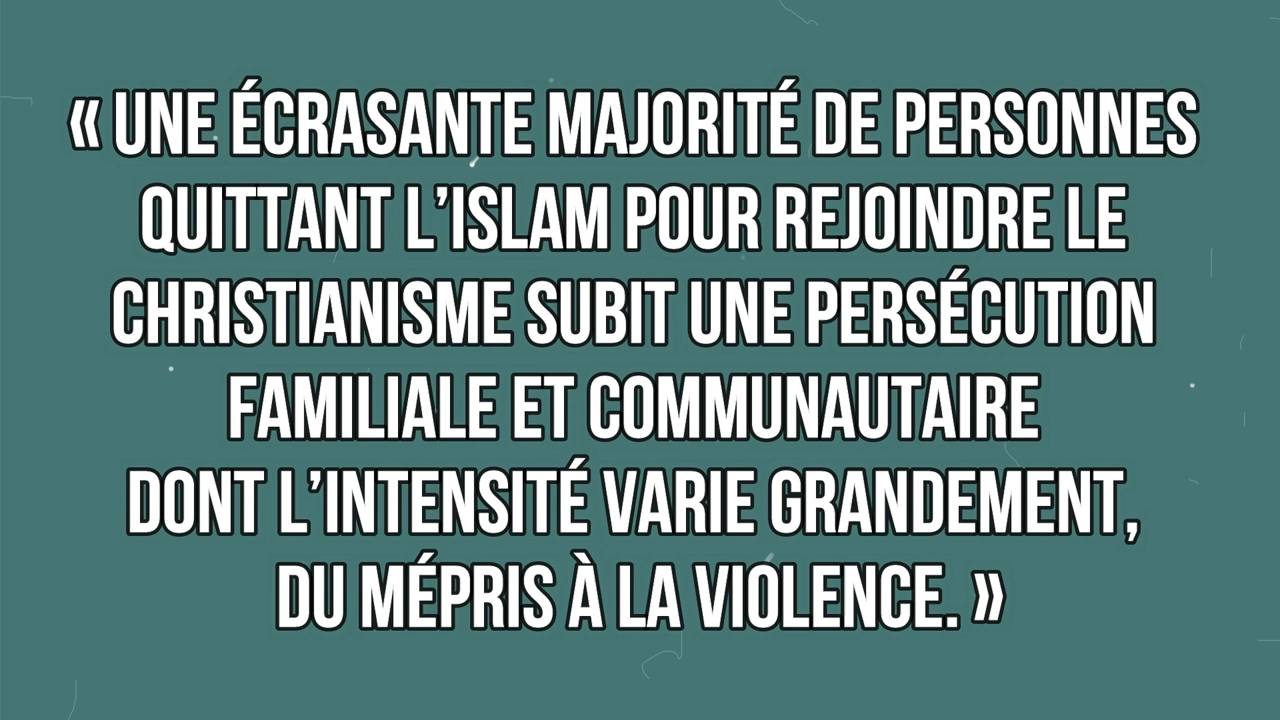 « UNE ÉCRASANTE MAJORITÉ DE PERSONNES
QUITTANT L’ISLAM POUR REJOINDRE LE
CHRISTIANISME SUBIT UNE PERSÉCUTION
FAMILIALE ET COMMUNAUTAIRE
DONT L’INTENSITÉ VARIE GRANDEMENT,
DU MÉPRIS À LA VIOLENCE. »